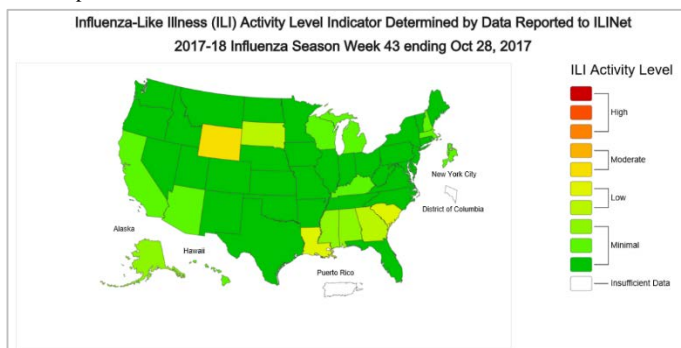 Influenza-Like Illness (ILI) Activity Level Indicator Determined by Data Reported to ILINet
2017-18 Influenza Season Week 43 ending Oct 28, 2017
ILI Activity Level
High
Moderate
Low
Minimal
Insufficient Data
New York City
District of Columbia
Alaska
Hawaii
Puerto Rico